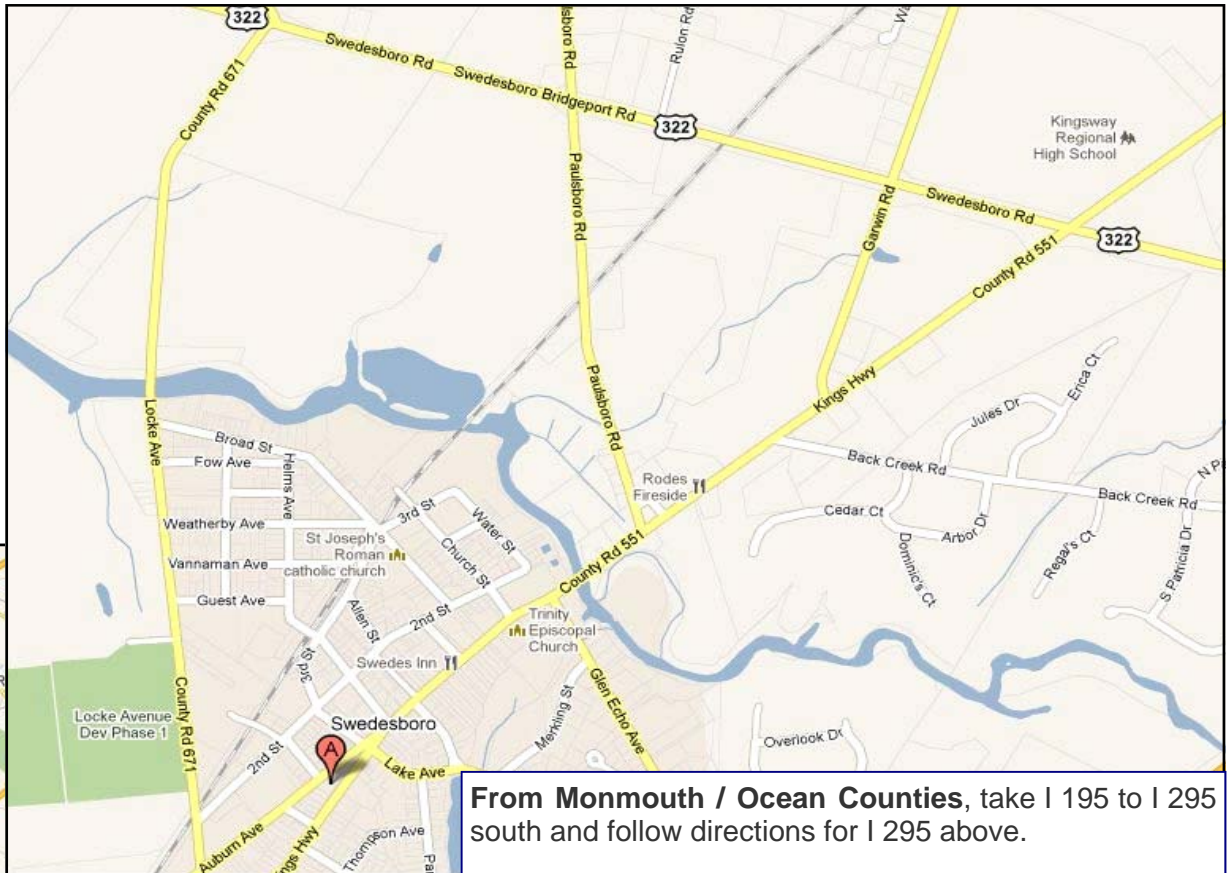 322
Swedesboro Rd
Swedesboro Bridgeport Rd
322
County Rd 671
Paulsboro Rd
Rulon Rd
Kingsway
Regional
High School
Paulsboro Rd
Garwin Rd
Swedesboro Rd
322
County Rd 551
Locke Ave
Paulsboro Rd
Kings Hwy
Erica Ct
Jules Dr
Broad St
Fow Ave
Helms Ave
Rodes
Fireside
Back Creek Rd
Back Creek Rd
Weatherby Ave
3rd St
Water St
Church St
Cedar Ct
Arbor Dr
Dominic's Ct
Regal's Ct
S Patricia Dr
St Joseph's
Roman
catholic church
Vannaman Ave
Guest Ave
Allen St
2nd St
County Rd 551
Trinity
Episcopal
Church
Swedes Inn
3rd St
Glen Echo Ave
Merkling St
County Rd 671
Locke Avenue
Dev Phase 1
Swedesboro
2nd St
A
Lake Ave
Overlook Dr
Auburn Ave
Thompson Ave
From Monmouth / Ocean Counties, take I 195 to I 295
south and follow directions for I 295 above.